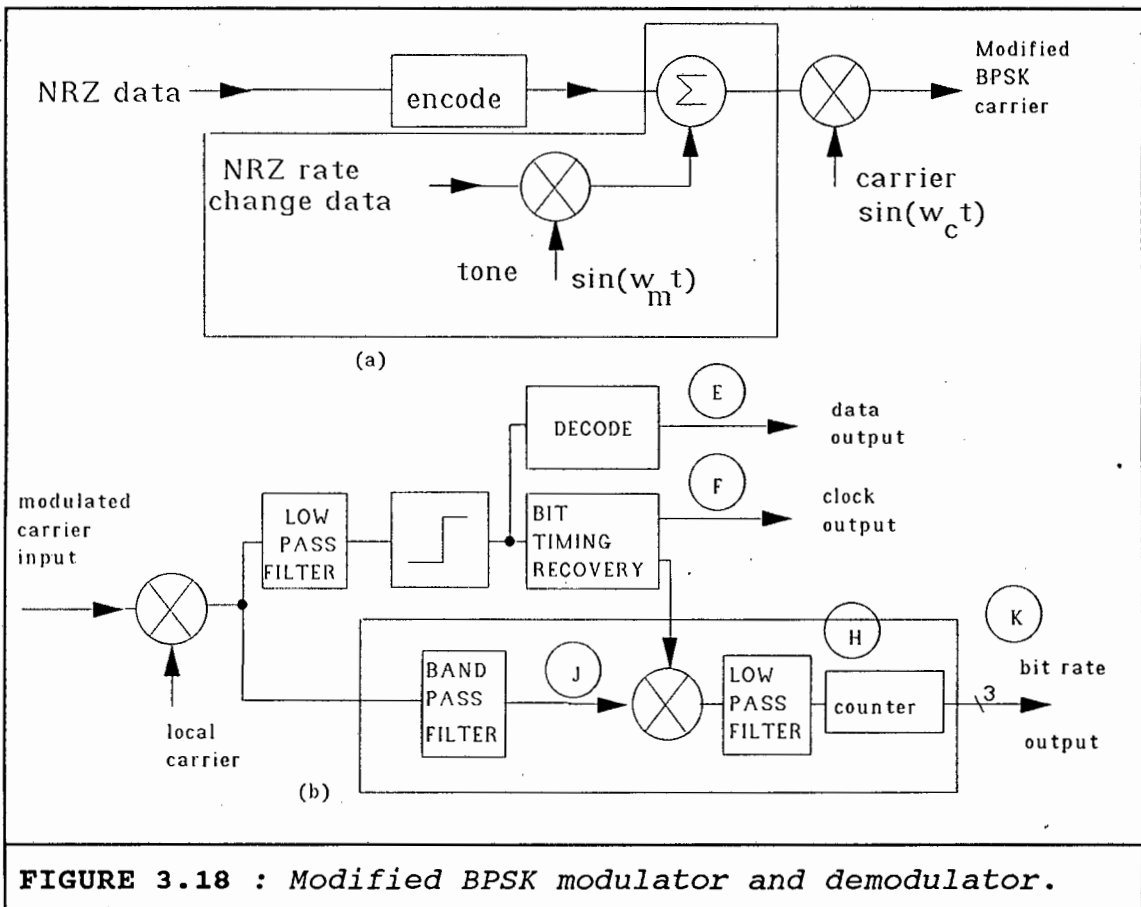 NRZ data
encode
Σ
Modified
BPSK
carrier
NRZ rate
change data
carrier
sin(w_c t)
tone
sin(w_m t)
(a)
E
DECODE
data
output
F
clock
output
modulated
carrier
input
LOW
PASS
FILTER
BIT
TIMING
RECOVERY
H
K
bit rate
output
BAND
PASS
FILTER
J
LOW
PASS
FILTER
counter
3
local
carrier
(b)
FIGURE 3.18 : Modified BPSK modulator and demodulator.